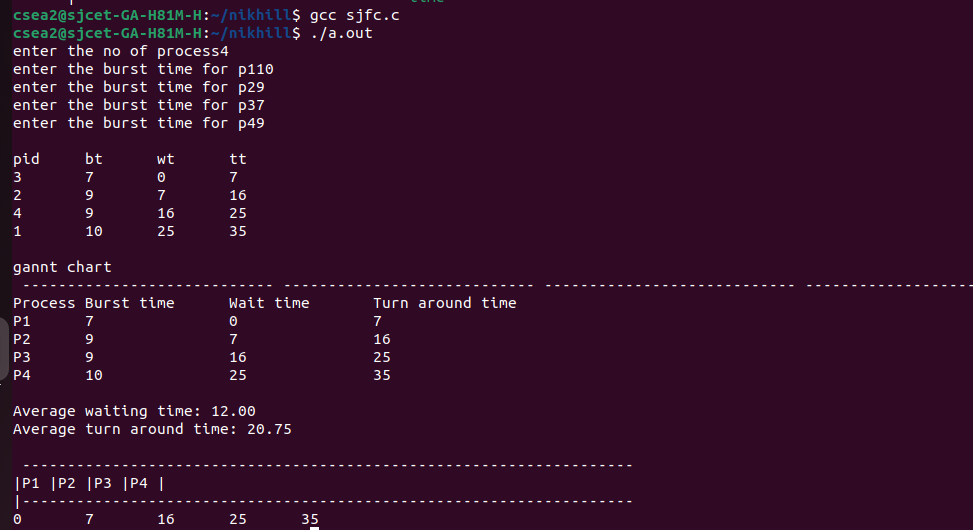 csea2@sjcet-GA-H81M-H:~/nikhill$ gcc sjfc.c
csea2@sjcet-GA-H81M-H:~/nikhill$ ./a.out
enter the no of process4
enter the burst time for p110
enter the burst time for p29
enter the burst time for p37
enter the burst time for p49
pid bt wt tt
3 7 0 7
2 9 7 16
4 9 16 25
1 10 25 35
gannt chart
---------------------------- ---------------------------- ---------------------------- -------------------
Process Burst time Wait time Turn around time
P1 7 0 7
P2 9 7 16
P3 9 16 25
P4 10 25 35
Average waiting time: 12.00
Average turn around time: 20.75
--------------------------------------------------------------------
|P1 |P2 |P3 |P4 |
|--------------------------------------------------------------------
0 7 16 25 35